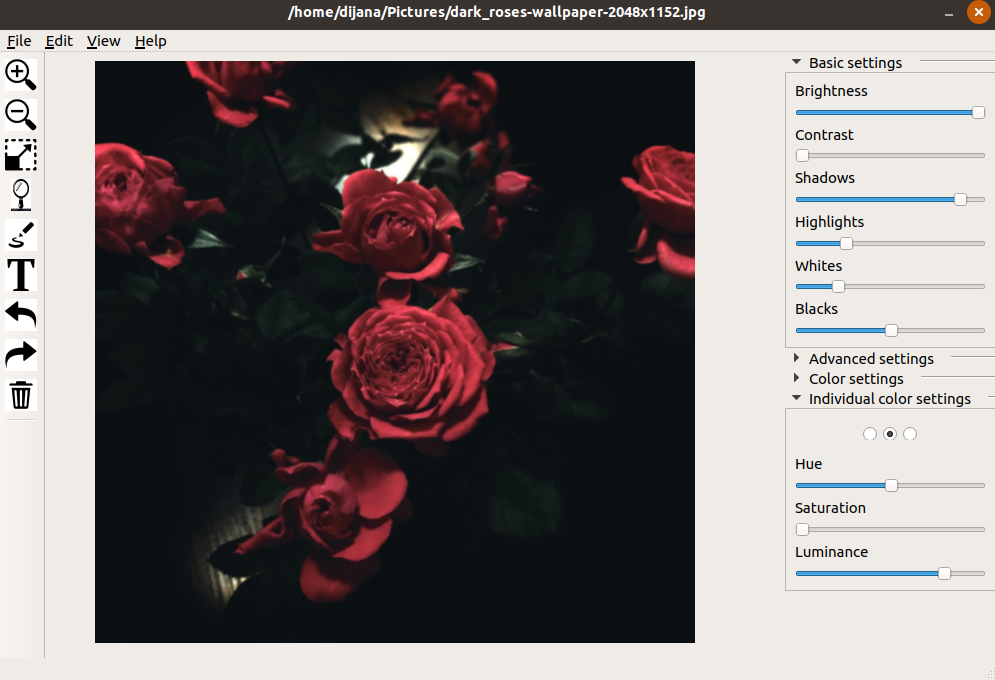 /home/dijana/Pictures/dark_roses-wallpaper-2048x1152.jpg
File Edit View Help
T
Basic settings
Brightness
Contrast
Shadows
Highlights
Whites
Blacks
Advanced settings
Color settings
Individual color settings
Hue
Saturation
Luminance